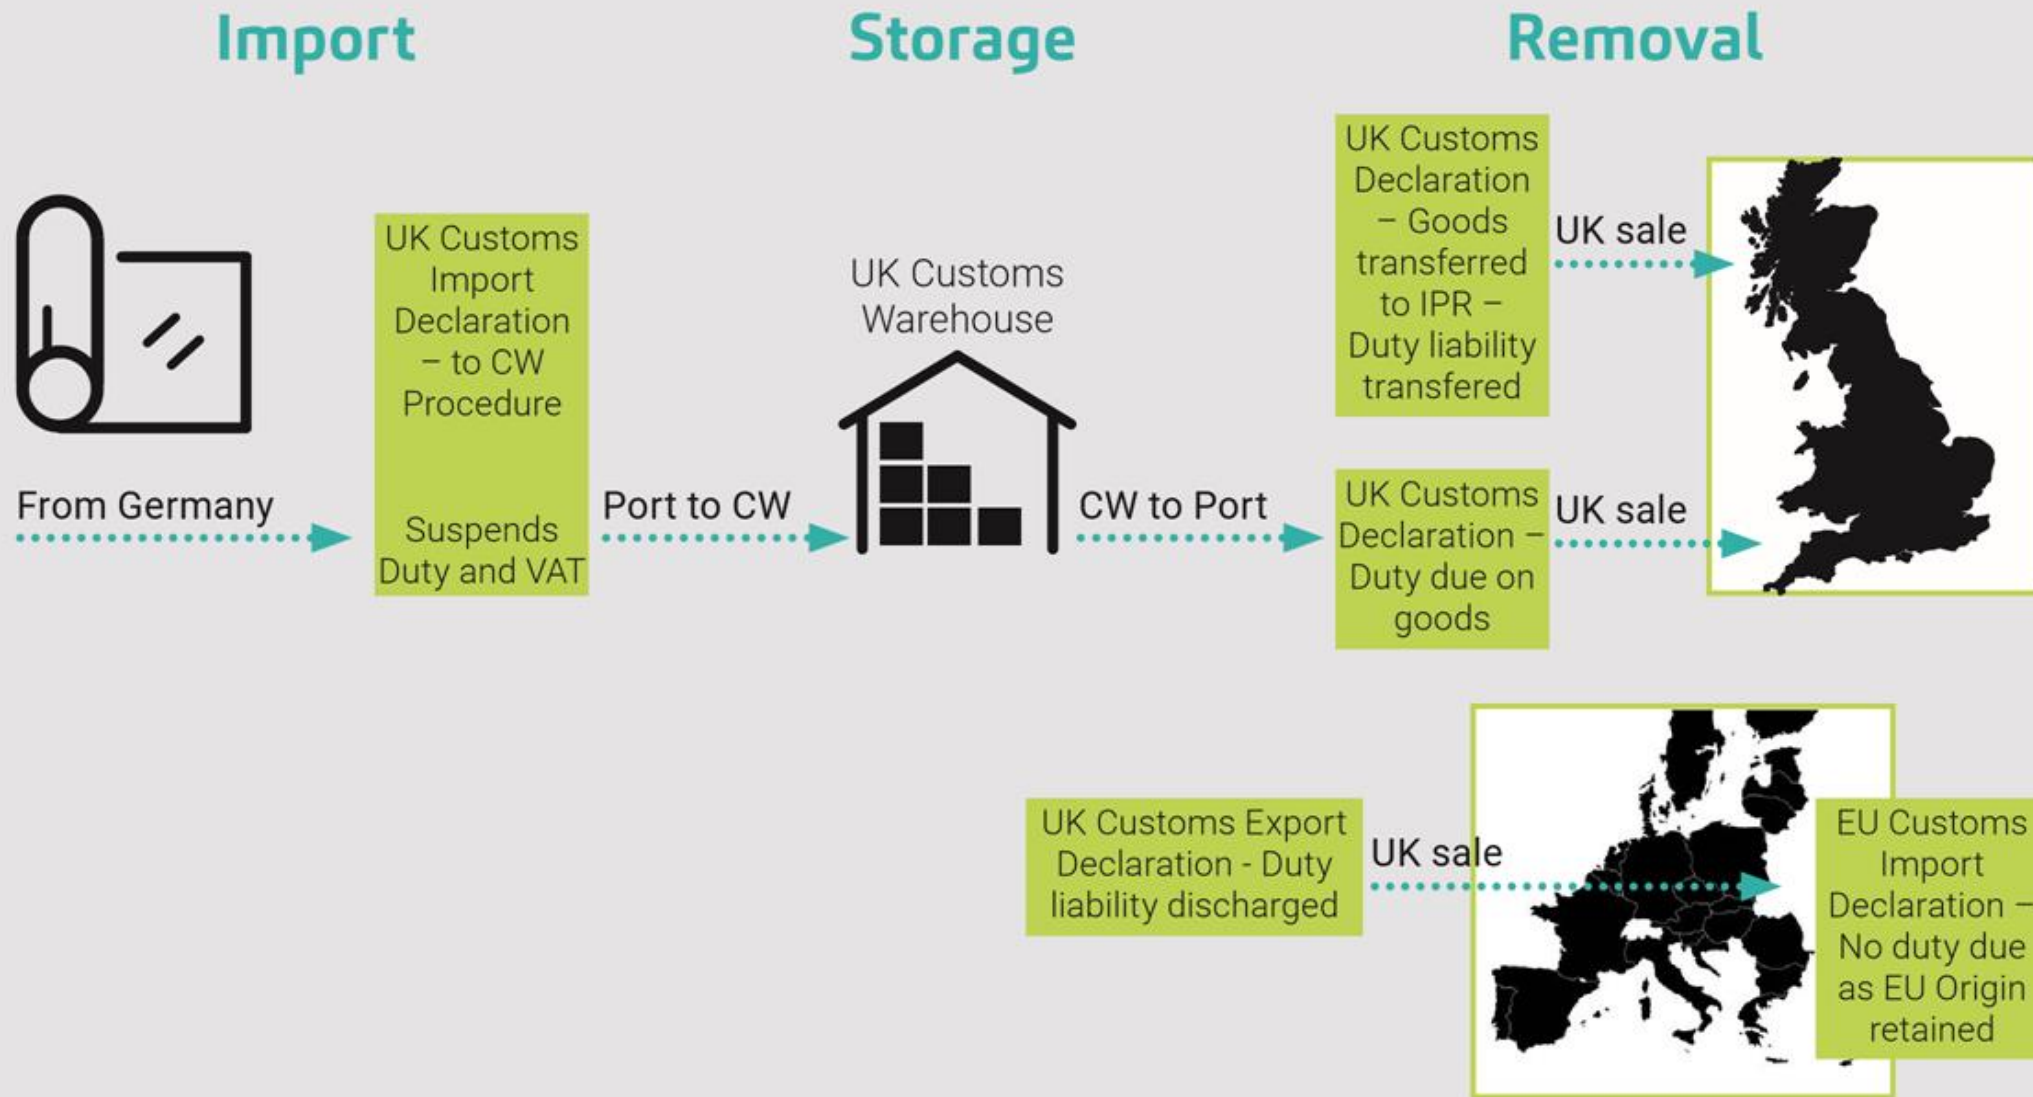 Import
Storage
Removal
From Germany
UK Customs
Import
Declaration
– to CW
Procedure
Suspends
Duty and VAT
Port to CW
UK Customs
Warehouse
CW to Port
UK Customs
Declaration
– Goods
transferred
to IPR –
Duty liability
transfered
UK sale
UK Customs
Declaration –
Duty due on
goods
UK sale
UK Customs Export
Declaration - Duty
liability discharged
UK sale
EU Customs
Import
Declaration –
No duty due
as EU Origin
retained